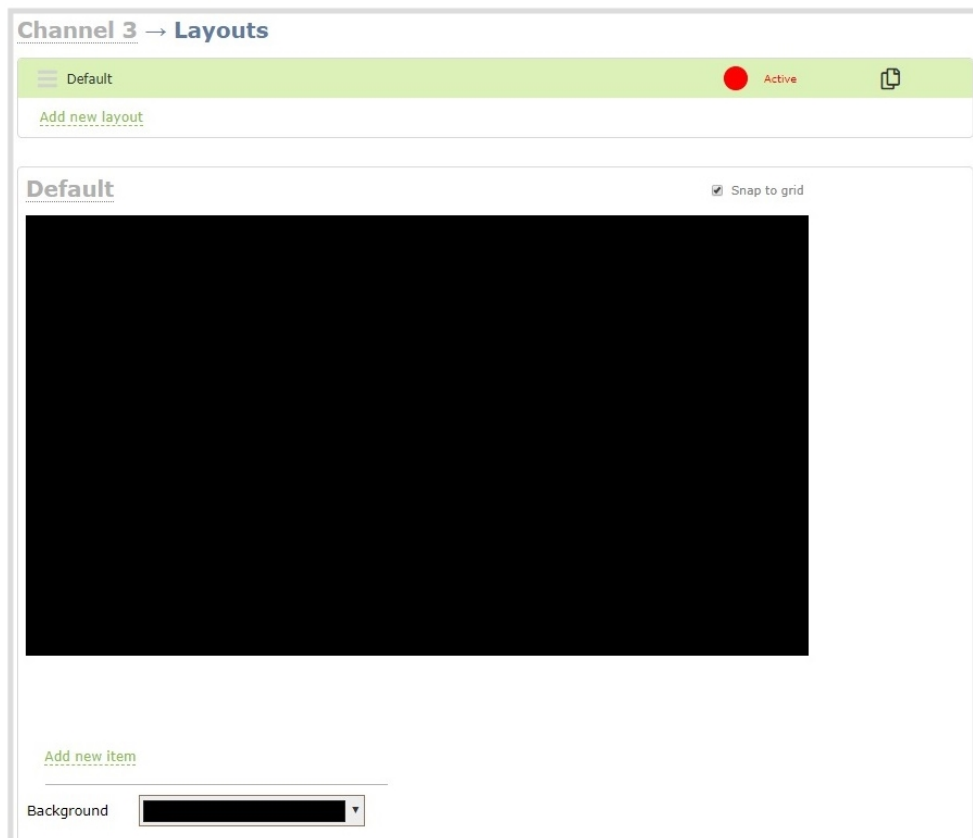 Channel 3 → Layouts
Default Active
Add new layout
Default Snap to grid
Add new item
Background